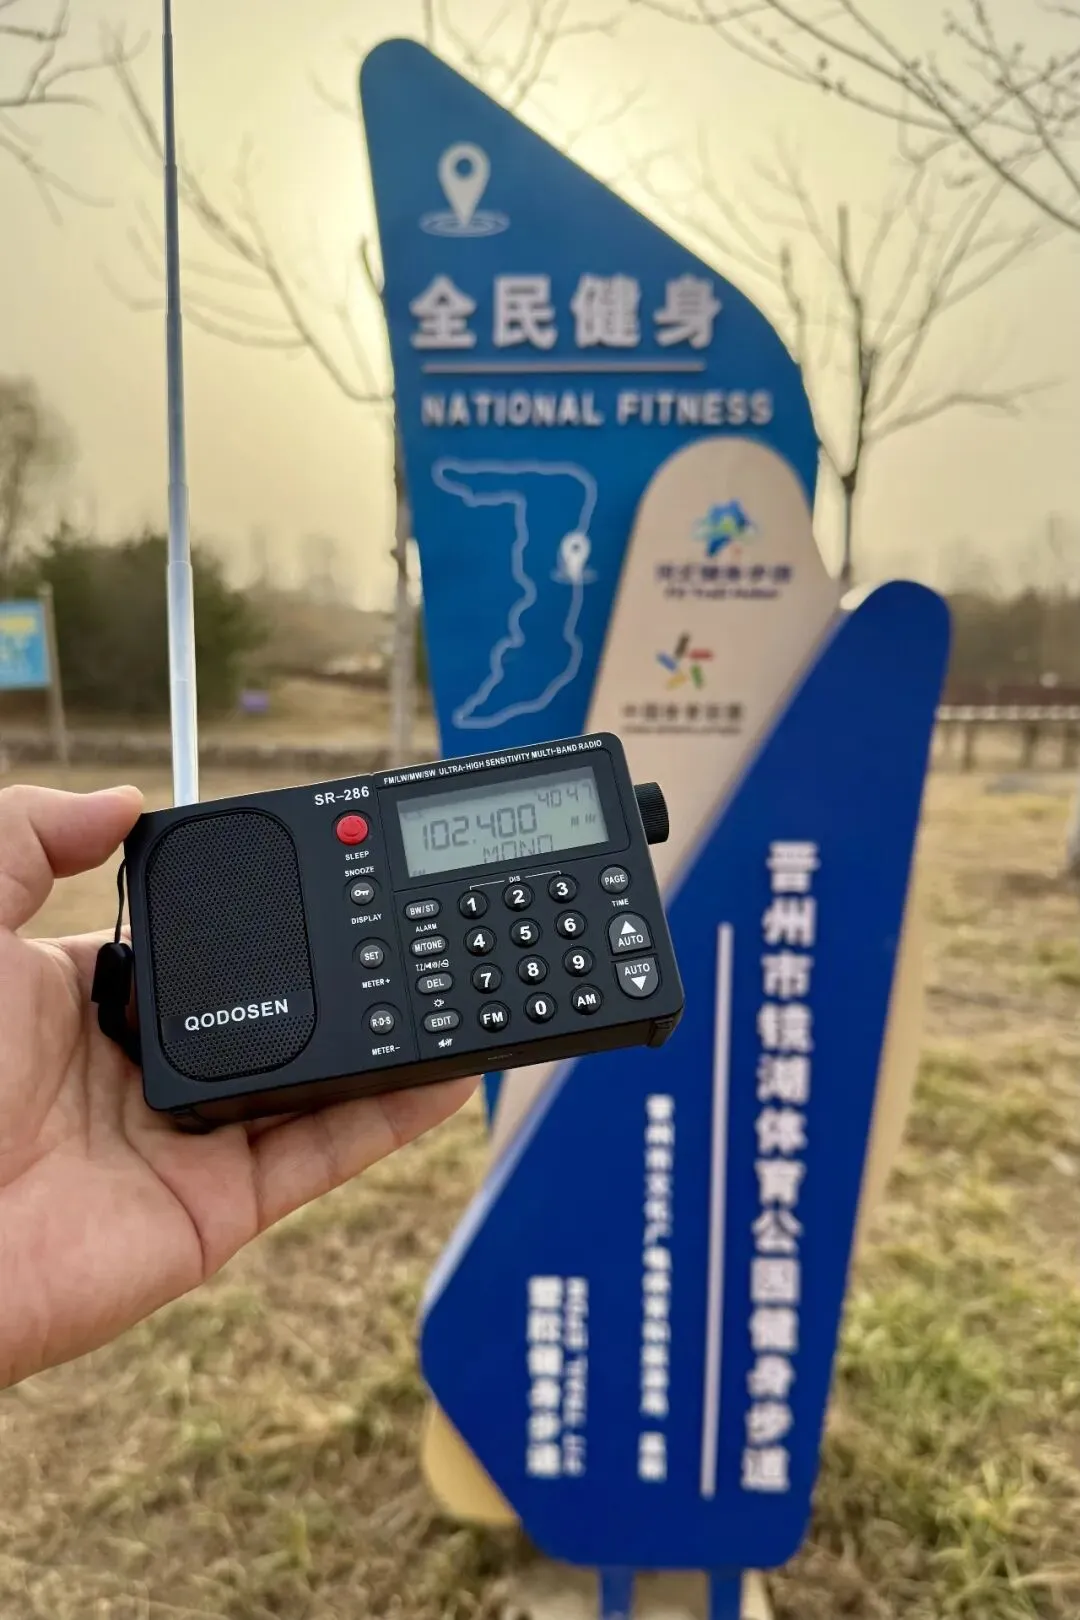 全民健身
NATIONAL FITNESS
FM/LW/MW/SW ULTRA-HIGH SENSITIVITY MULTI-BAND RADIO
SR-286
102.400
MONO
SLEEP
SNOOZE
DISPLAY
SET
METER+
R·D·S
METER-
BW/ST
ALARM
M/TONE
DEL
EDIT
DIS
1 2 3
4 5 6
7 8 9
FM 0 AM
PAGE
TIME
AUTO
AUTO
QODOSEN
晋州市镜湖体育公园健身步道